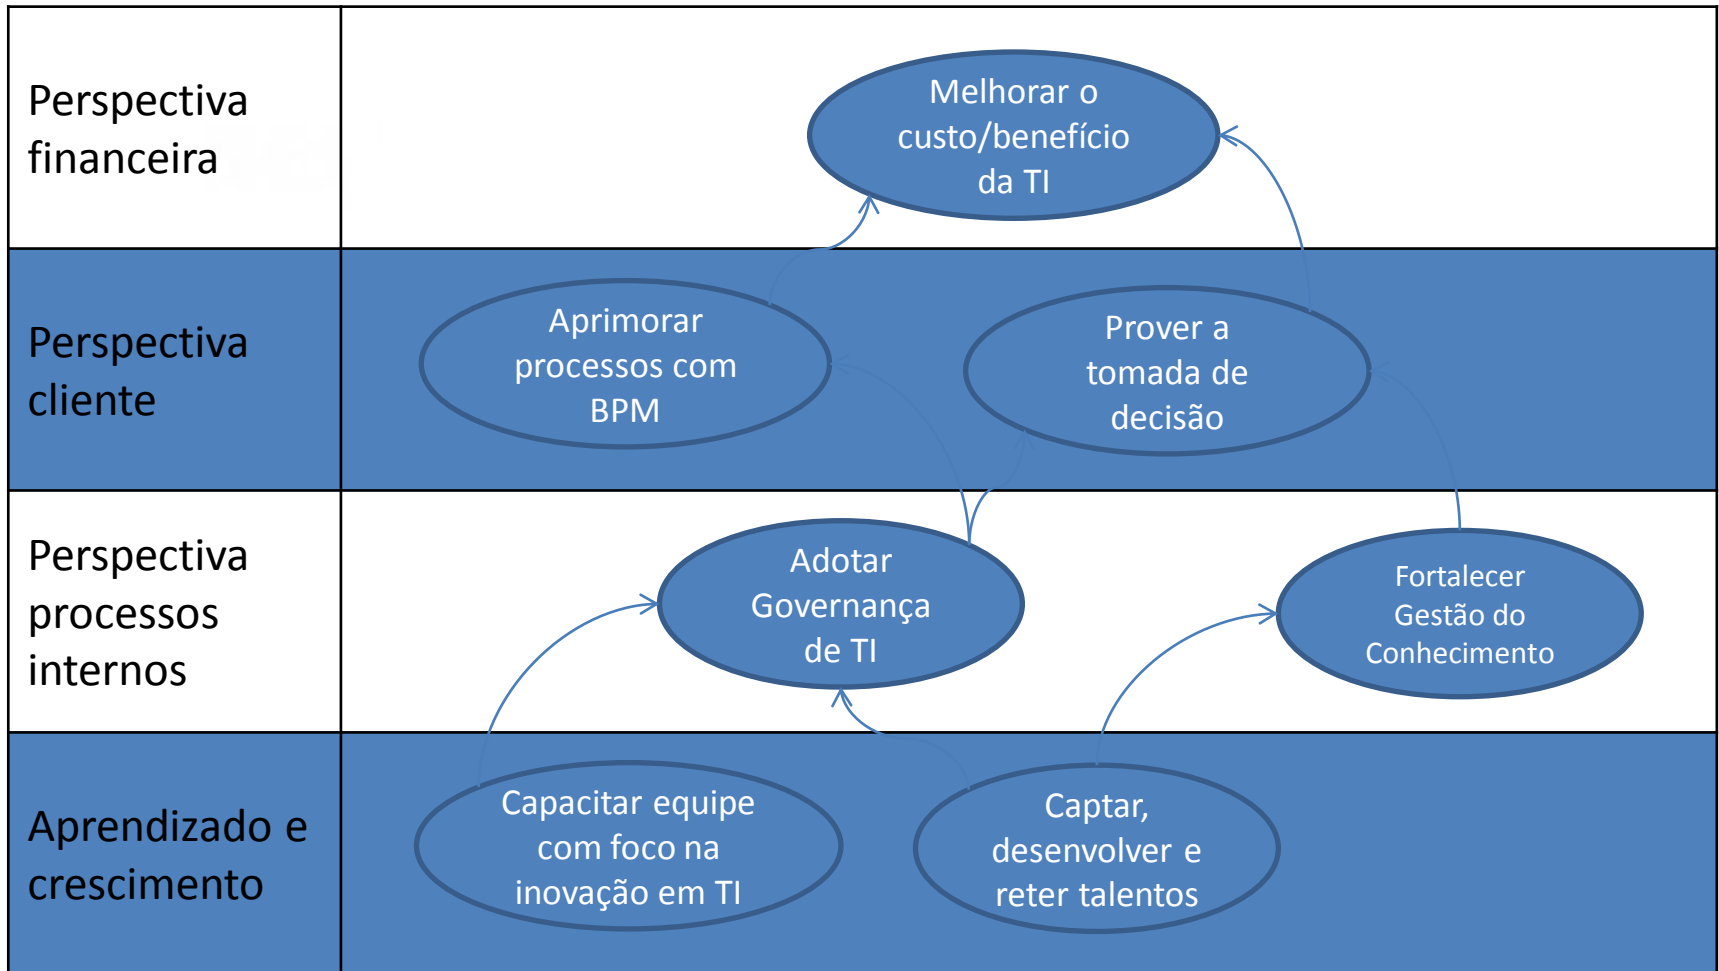 Perspectiva
financeira
Melhorar o
custo/benefício
da TI
Perspectiva
cliente
Aprimorar
processos com
BPM
Prover a
tomada de
decisão
Perspectiva
processos
internos
Adotar
Governança
de TI
Fortalecer
Gestão do
Conhecimento
Aprendizado e
crescimento
Capacitar equipe
com foco na
inovação em TI
Captar,
desenvolver e
reter talentos